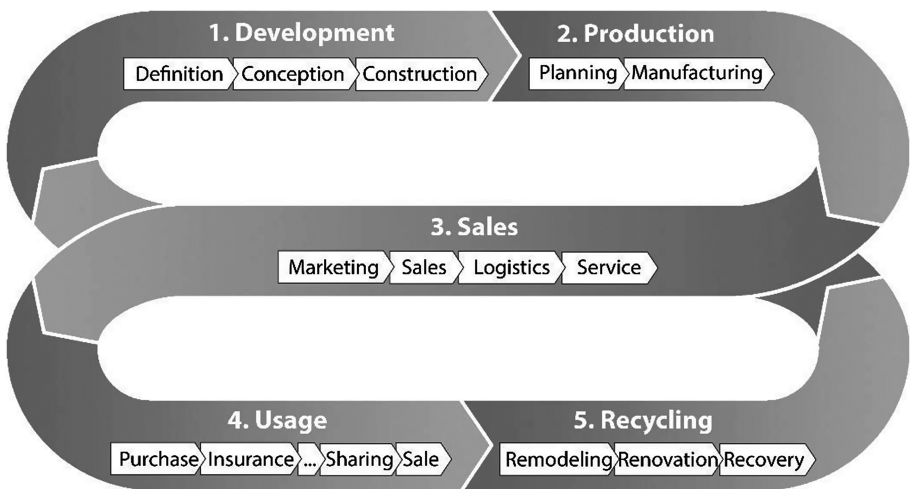 1. Development
Definition Conception Construction
2. Production
Planning Manufacturing
3. Sales
Marketing Sales Logistics Service
4. Usage
Purchase Insurance ... Sharing Sale
5. Recycling
Remodeling Renovation Recovery